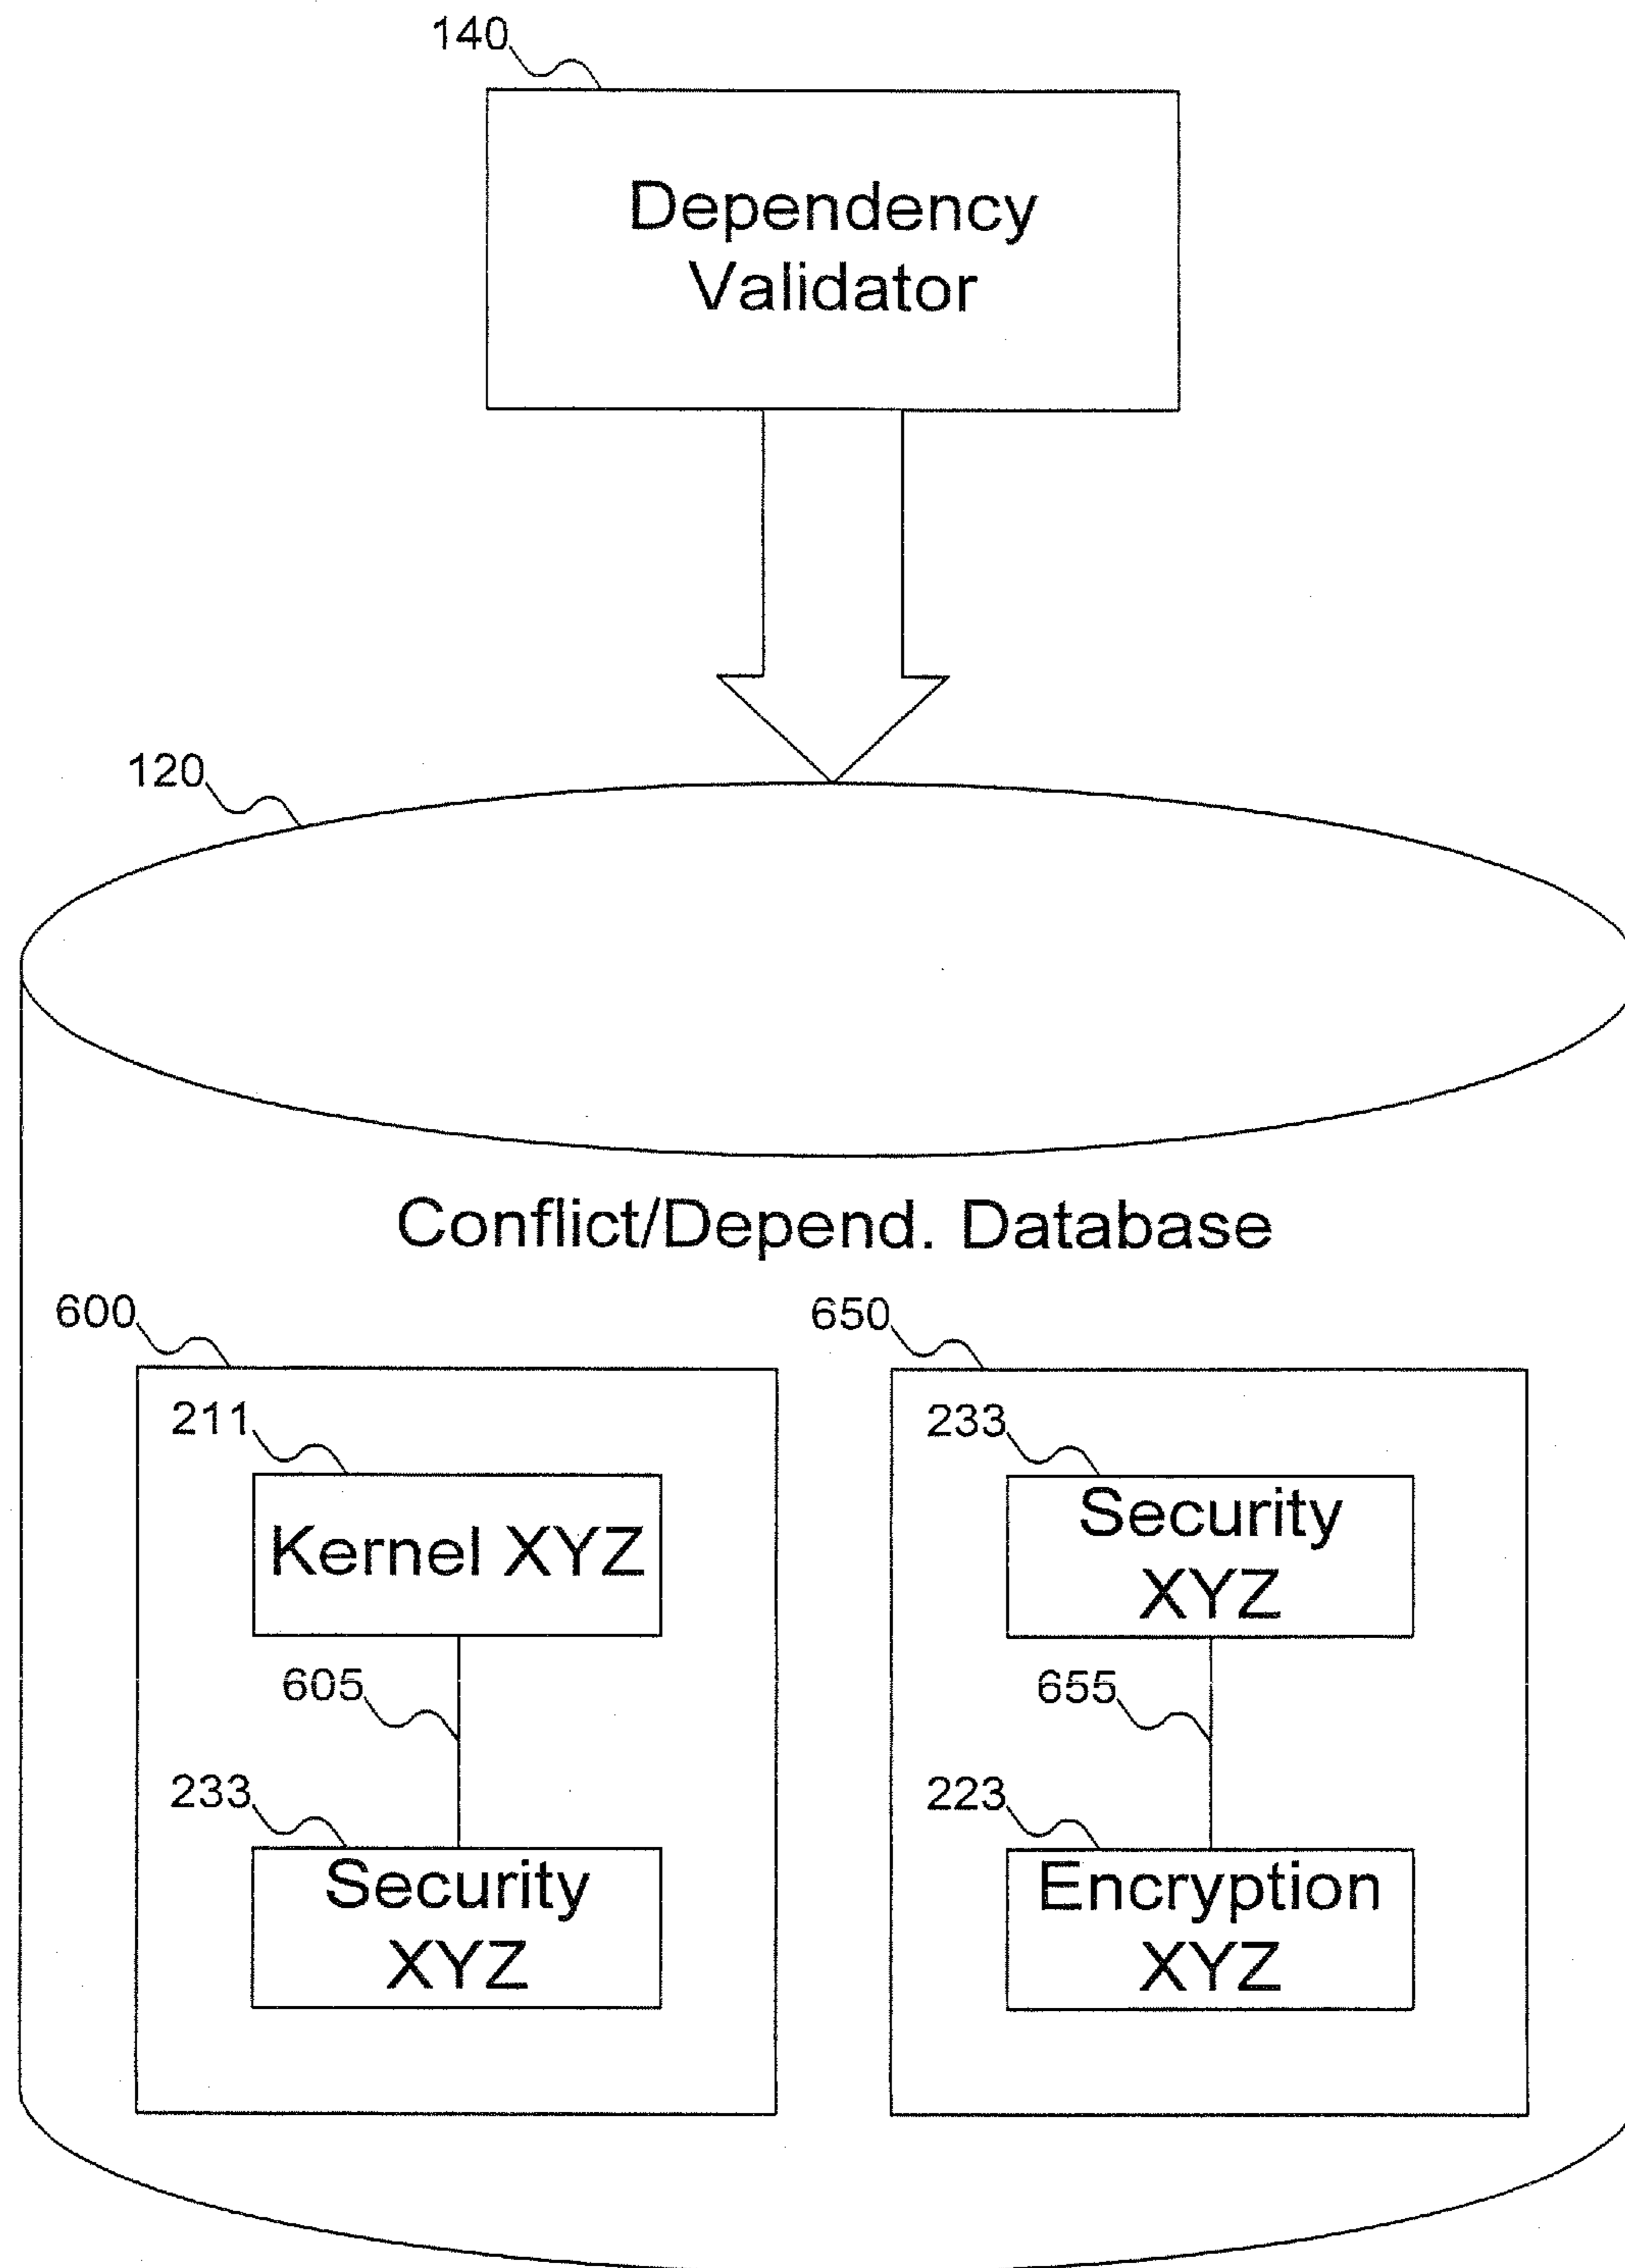 140
Dependency
Validator
120
Conflict/Depend. Database
600
650
211
233
Kernel XYZ
Security
XYZ
605
655
233
223
Security
XYZ
Encryption
XYZ